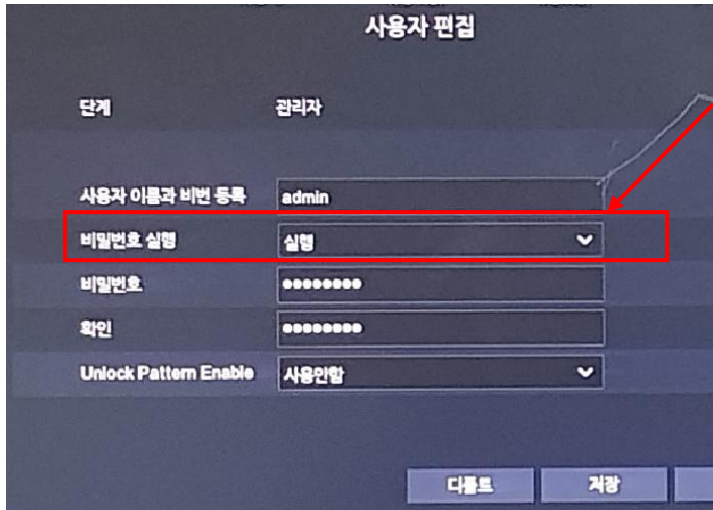 사용자 편집
단계 관리자
사용자 이름과 비번 등록 admin
비밀번호 실행 실행
비밀번호 ●●●●●●●●
확인 ●●●●●●●●
Unlock Pattern Enable 사용안함
디폴트 저장